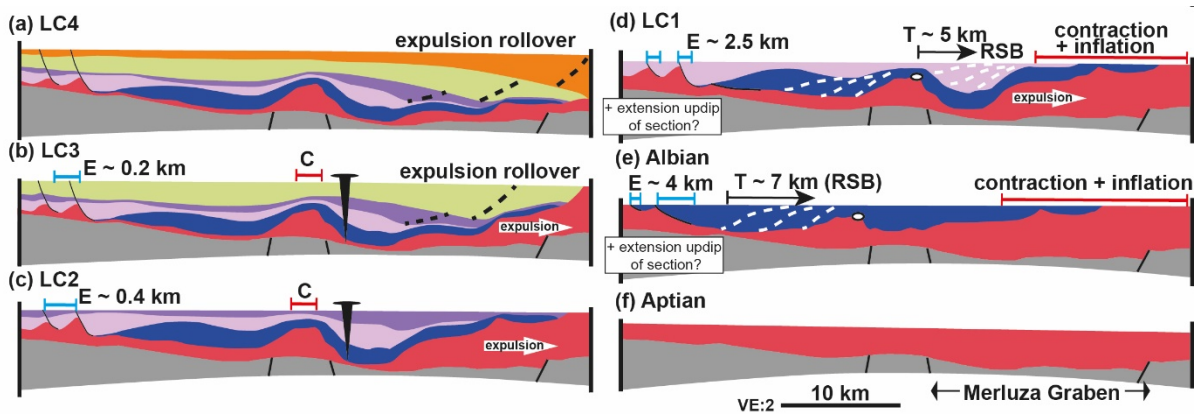 (a) LC4
expulsion rollover
(b) LC3
E ~ 0.2 km
C
expulsion rollover
expulsion
(c) LC2
E ~ 0.4 km
C
expulsion
(d) LC1
E ~ 2.5 km
T ~ 5 km
RSB
contraction
+ inflation
+ extension updip
of section?
expulsion
(e) Albian
E ~ 4 km
T ~ 7 km (RSB)
contraction + inflation
+ extension updip
of section?
(f) Aptian
VE:2
10 km
Merluza Graben